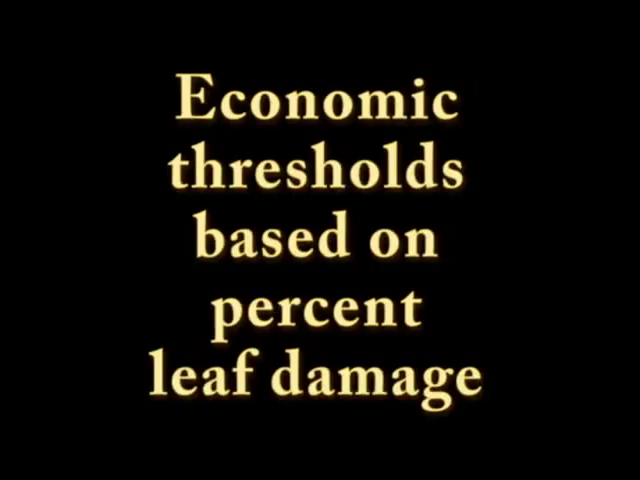 Economic
thresholds
based on
percent
leaf damage